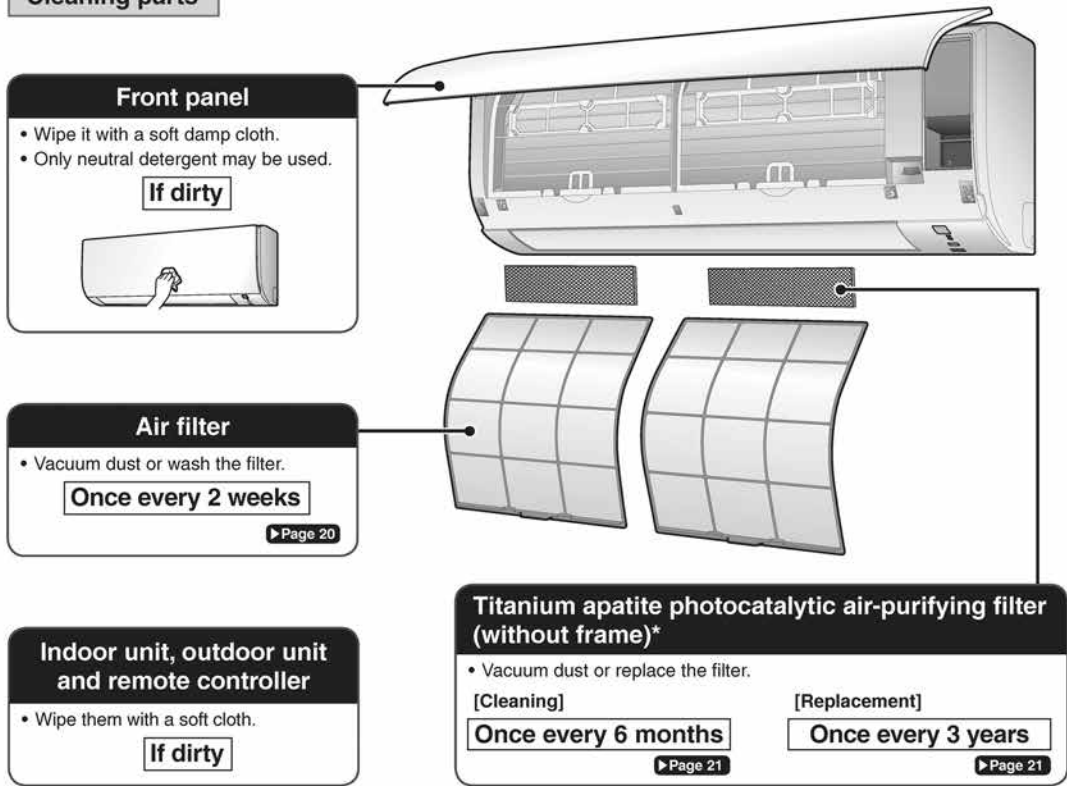 Cleaning parts
Front panel
• Wipe it with a soft damp cloth.
• Only neutral detergent may be used.
If dirty
Air filter
• Vacuum dust or wash the filter.
Once every 2 weeks
▶Page 20
Indoor unit, outdoor unit
and remote controller
• Wipe them with a soft cloth.
If dirty
Titanium apatite photocatalytic air-purifying filter
(without frame)*
• Vacuum dust or replace the filter.
[Cleaning]
Once every 6 months
▶Page 21
[Replacement]
Once every 3 years
▶Page 21